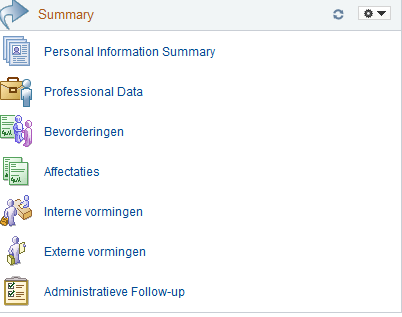 Summary
Personal Information Summary
Professional Data
Bevorderingen
Affectaties
Interne vormingen
Externe vormingen
Administratieve Follow-up